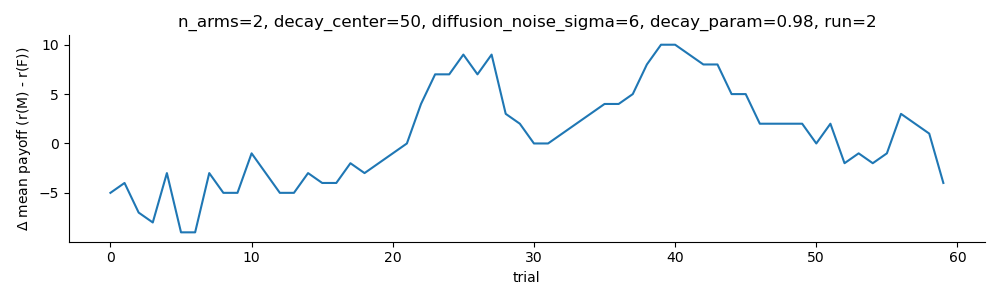 n_arms=2, decay_center=50, diffusion_noise_sigma=6, decay_param=0.98, run=2
Δ mean payoff (r(M) - r(F))
10
5
0
−5
0 10 20 30 40 50 60
trial